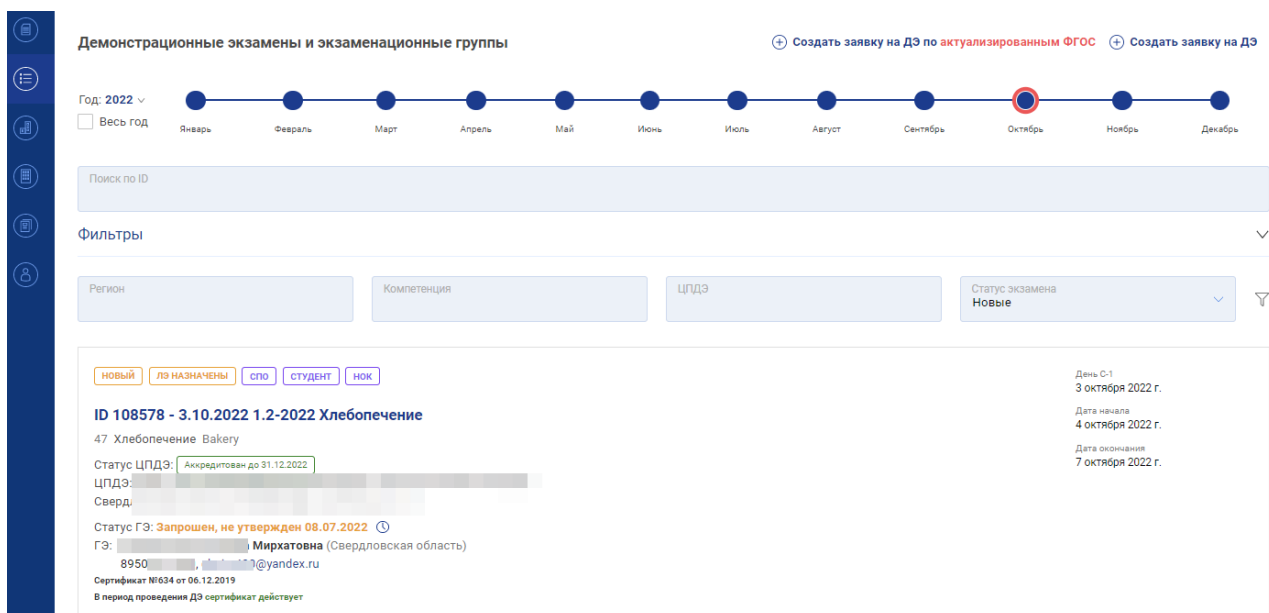 Демонстрационные экзамены и экзаменационные группы
Создать заявку на ДЭ по актуализированным ФГОС
Создать заявку на ДЭ
Год: 2022
Весь год
Январь
Февраль
Март
Апрель
Май
Июнь
Июль
Август
Сентябрь
Октябрь
Ноябрь
Декабрь
Поиск по ID
Фильтры
Регион
Компетенция
ЦПДЭ
Статус экзамена
Новые
НОВЫЙ ЛЭ НАЗНАЧЕНЫ СПО СТУДЕНТ НОК
ID 108578 - 3.10.2022 1.2-2022 Хлебопечение
47 Хлебопечение Bakery
Статус ЦПДЭ: Аккредитован до 31.12.2022
ЦПДЭ:
Сверд
Статус ГЭ: Запрошен, не утвержден 08.07.2022
ГЭ: Мирхатовна (Свердловская область)
8950 , @yandex.ru
Сертификат №634 от 06.12.2019
В период проведения ДЭ сертификат действует
День С-1
3 октября 2022 г.
Дата начала
4 октября 2022 г.
Дата окончания
7 октября 2022 г.